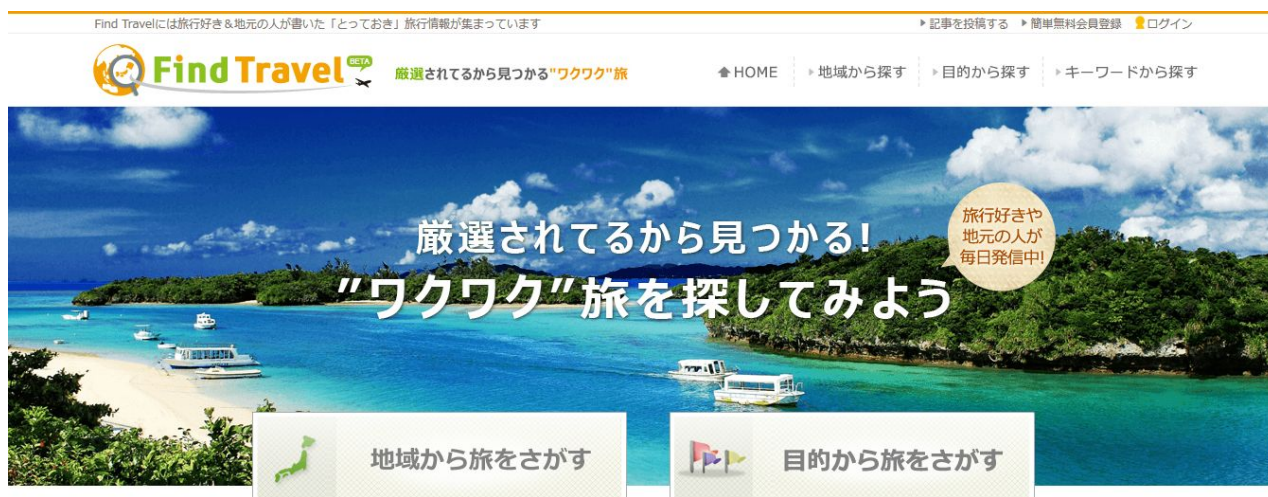 Find Travelには旅行好き＆地元の人が書いた「とっておき」旅行情報が集まっています
記事を投稿する 簡単無料会員登録 ログイン
Find Travel BETA
厳選されてるから見つかる"ワクワク"旅
HOME 地域から探す 目的から探す キーワードから探す
旅行好きや
地元の人が
毎日発信中!
厳選されてるから見つかる!
"ワクワク"旅を探してみよう
地域から旅をさがす
目的から旅をさがす